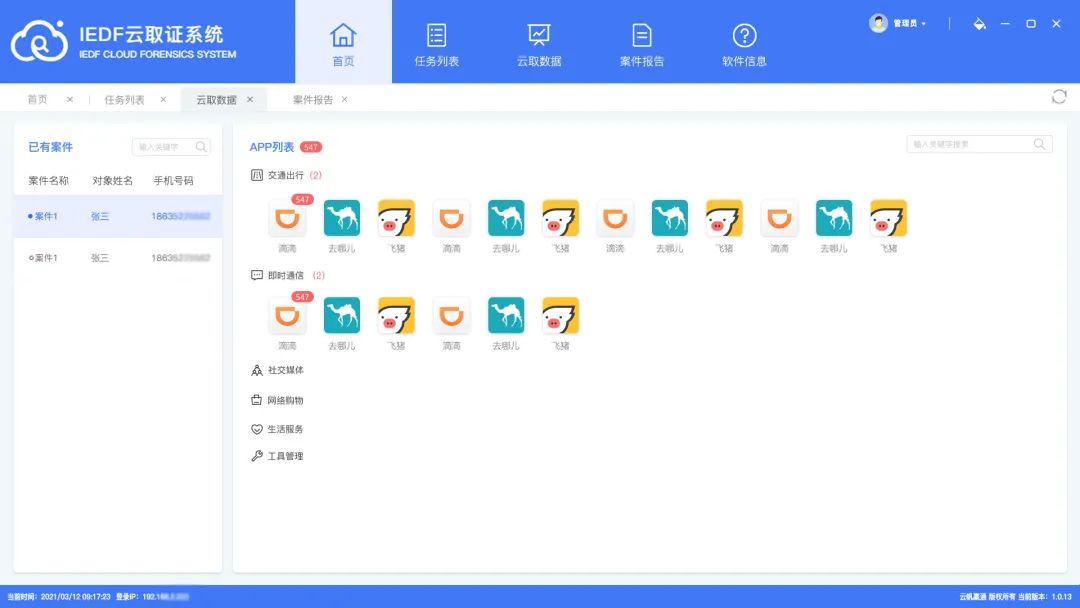 IEDF云取证系统
IEDF CLOUD FORENSICS SYSTEM
首页
任务列表
云取数据
案件报告
软件信息
管理员
首页 × 任务列表 × 云取数据 × 案件报告 ×
已有案件
输入关键字
案件名称 对象姓名 手机号码
案件1 张三 18635
案件1 张三 18635
APP列表 547
输入关键字搜索
交通出行 (2)
547
滴滴 去哪儿 飞猪 滴滴 去哪儿 飞猪 滴滴 去哪儿 飞猪 滴滴 去哪儿 飞猪
即时通信 (2)
547
滴滴 去哪儿 飞猪 滴滴 去哪儿 飞猪
社交媒体
网络购物
生活服务
工具管理
当前时间: 2021/03/12 09:17:23 登录IP: 192.
云帆赢通 版权所有 当前版本: 1.0.13